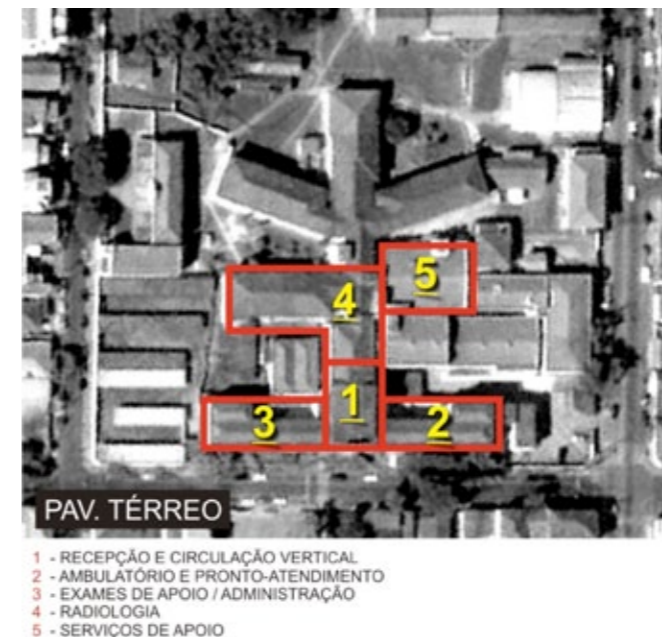 5
4
1
3
2
PAV. TÉRREO
1 - RECEPÇÃO E CIRCULAÇÃO VERTICAL
2 - AMBULATÓRIO E PRONTO-ATENDIMENTO
3 - EXAMES DE APOIO / ADMINISTRAÇÃO
4 - RADIOLOGIA
5 - SERVIÇOS DE APOIO